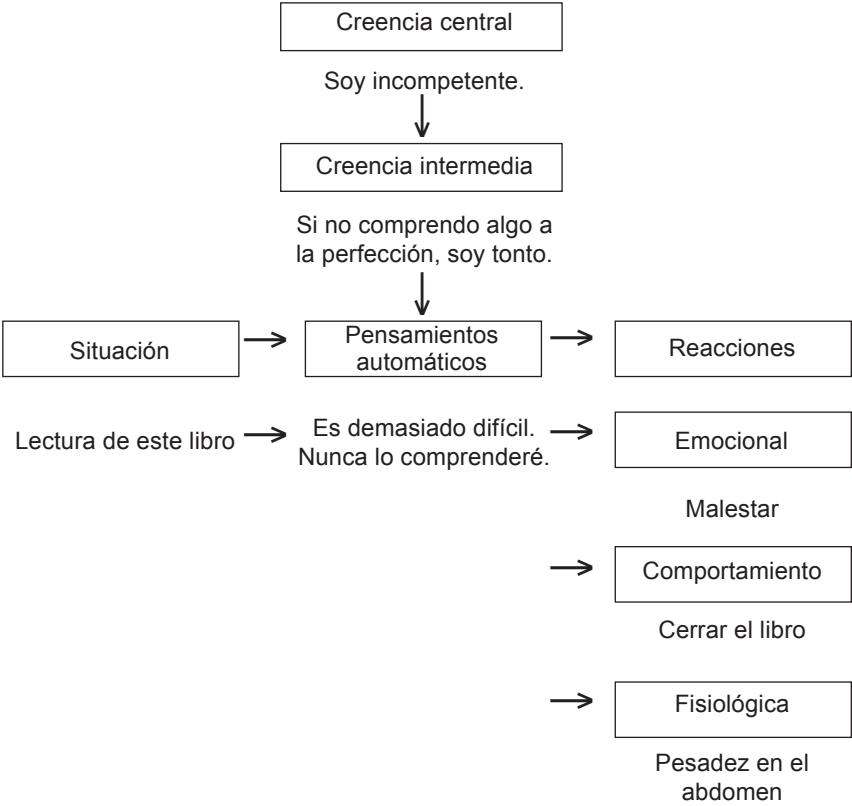 Creencia central
Soy incompetente.
Creencia intermedia
Si no comprendo algo a
la perfección, soy tonto.
Situación
Pensamientos
automáticos
Reacciones
Lectura de este libro
Es demasiado difícil.
Nunca lo comprenderé.
Emocional
Malestar
Comportamiento
Cerrar el libro
Fisiológica
Pesadez en el
abdomen